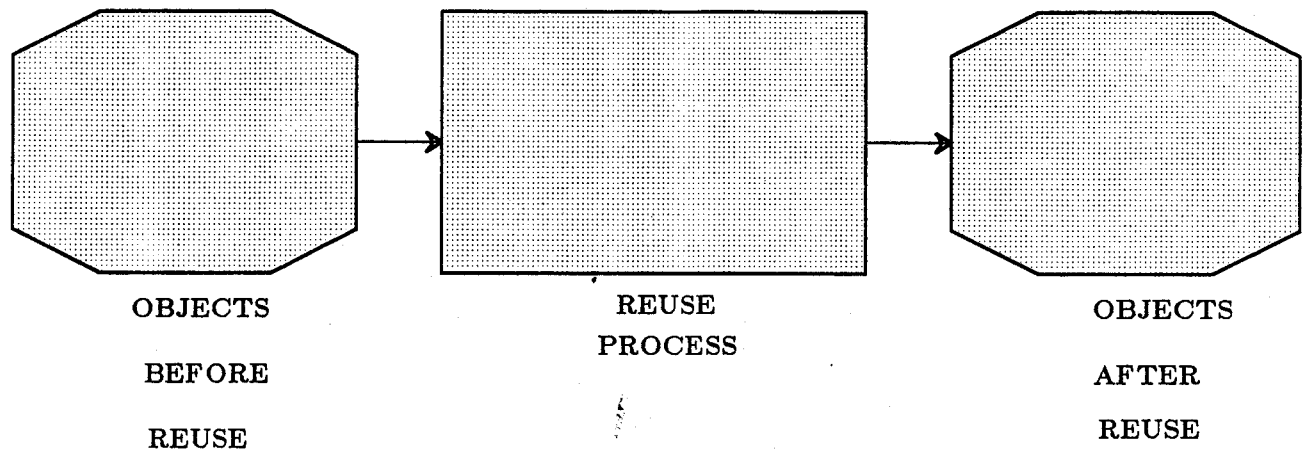 OBJECTS
BEFORE
REUSE
REUSE
PROCESS
OBJECTS
AFTER
REUSE